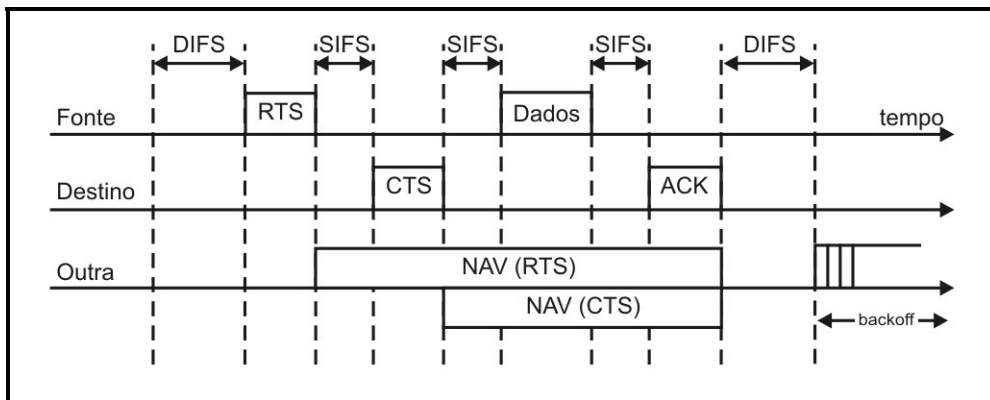 DIFS SIFS SIFS SIFS DIFS
Fonte RTS Dados tempo
Destino CTS ACK
Outra NAV (RTS)
NAV (CTS) backoff